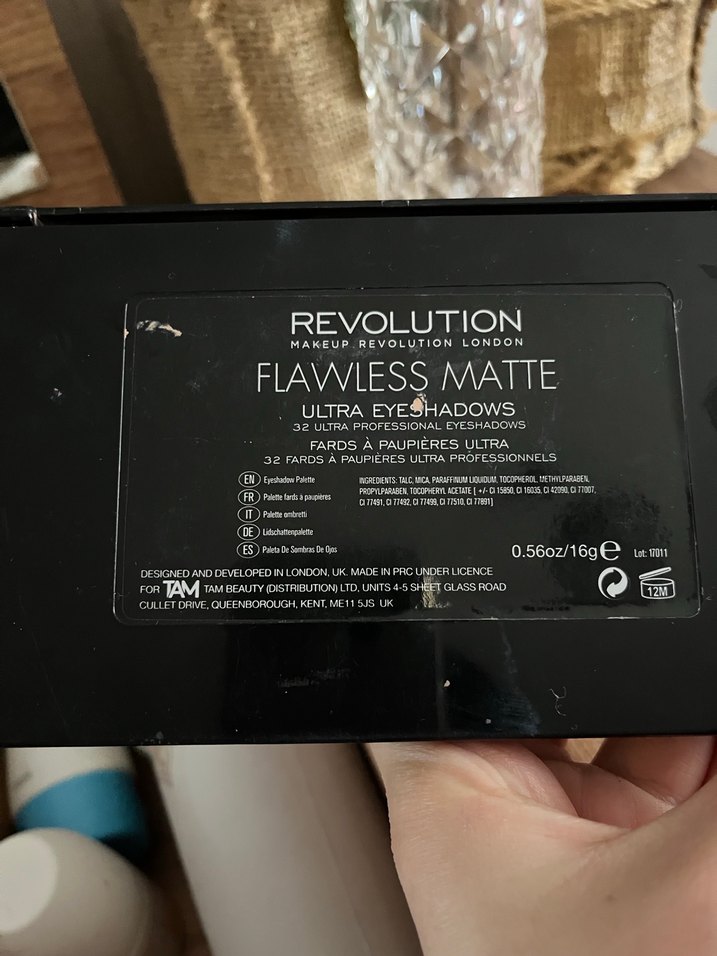 REVOLUTION
MAKEUP REVOLUTION LONDON
FLAWLESS MATTE
ULTRA EYESHADOWS
32 ULTRA PROFESSIONAL EYESHADOWS
FARDS À PAUPIÈRES ULTRA
32 FARDS À PAUPIÈRES ULTRA PROFESSIONNELS
EN Eyeshadow Palette
FR Palette fards à paupières
IT Palette ombretti
DE Lidschattenpalette
ES Paleta De Sombras De Ojos
INGREDIENTS: TALC, MICA, PARAFFINUM LIQUIDUM, TOCOPHEROL, METHYLPARABEN,
PROPYLPARABEN, TOCOPHERYL ACETATE [ +/- CI 15850, CI 16035, CI 42090, CI 77007,
CI 77491, CI 77492, CI 77499, CI 77510, CI 77891]
0.56oz/16g e Lot: 17011
DESIGNED AND DEVELOPED IN LONDON, UK. MADE IN PRC UNDER LICENCE
FOR TAM TAM BEAUTY (DISTRIBUTION) LTD, UNITS 4-5 SHEET GLASS ROAD
CULLET DRIVE, QUEENBOROUGH, KENT, ME11 5JS UK
12M